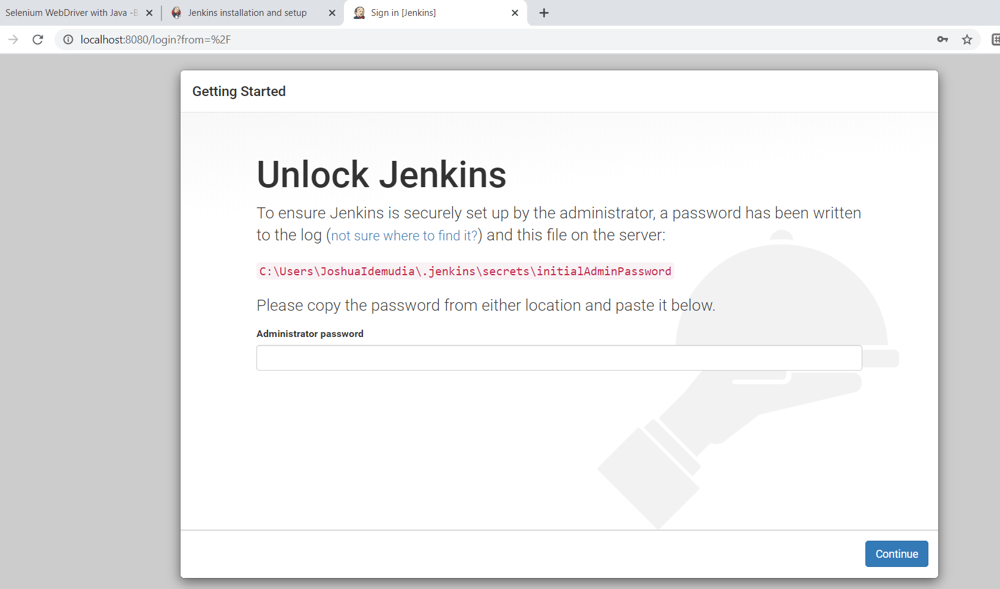 Selenium WebDriver with Java -B
Jenkins installation and setup
Sign in [Jenkins]
localhost:8080/login?from=%2F
Getting Started
Unlock Jenkins
To ensure Jenkins is securely set up by the administrator, a password has been written
to the log (not sure where to find it?) and this file on the server:
C:\Users\JoshuaIdemudia\.jenkins\secrets\initialAdminPassword
Please copy the password from either location and paste it below.
Administrator password
Continue